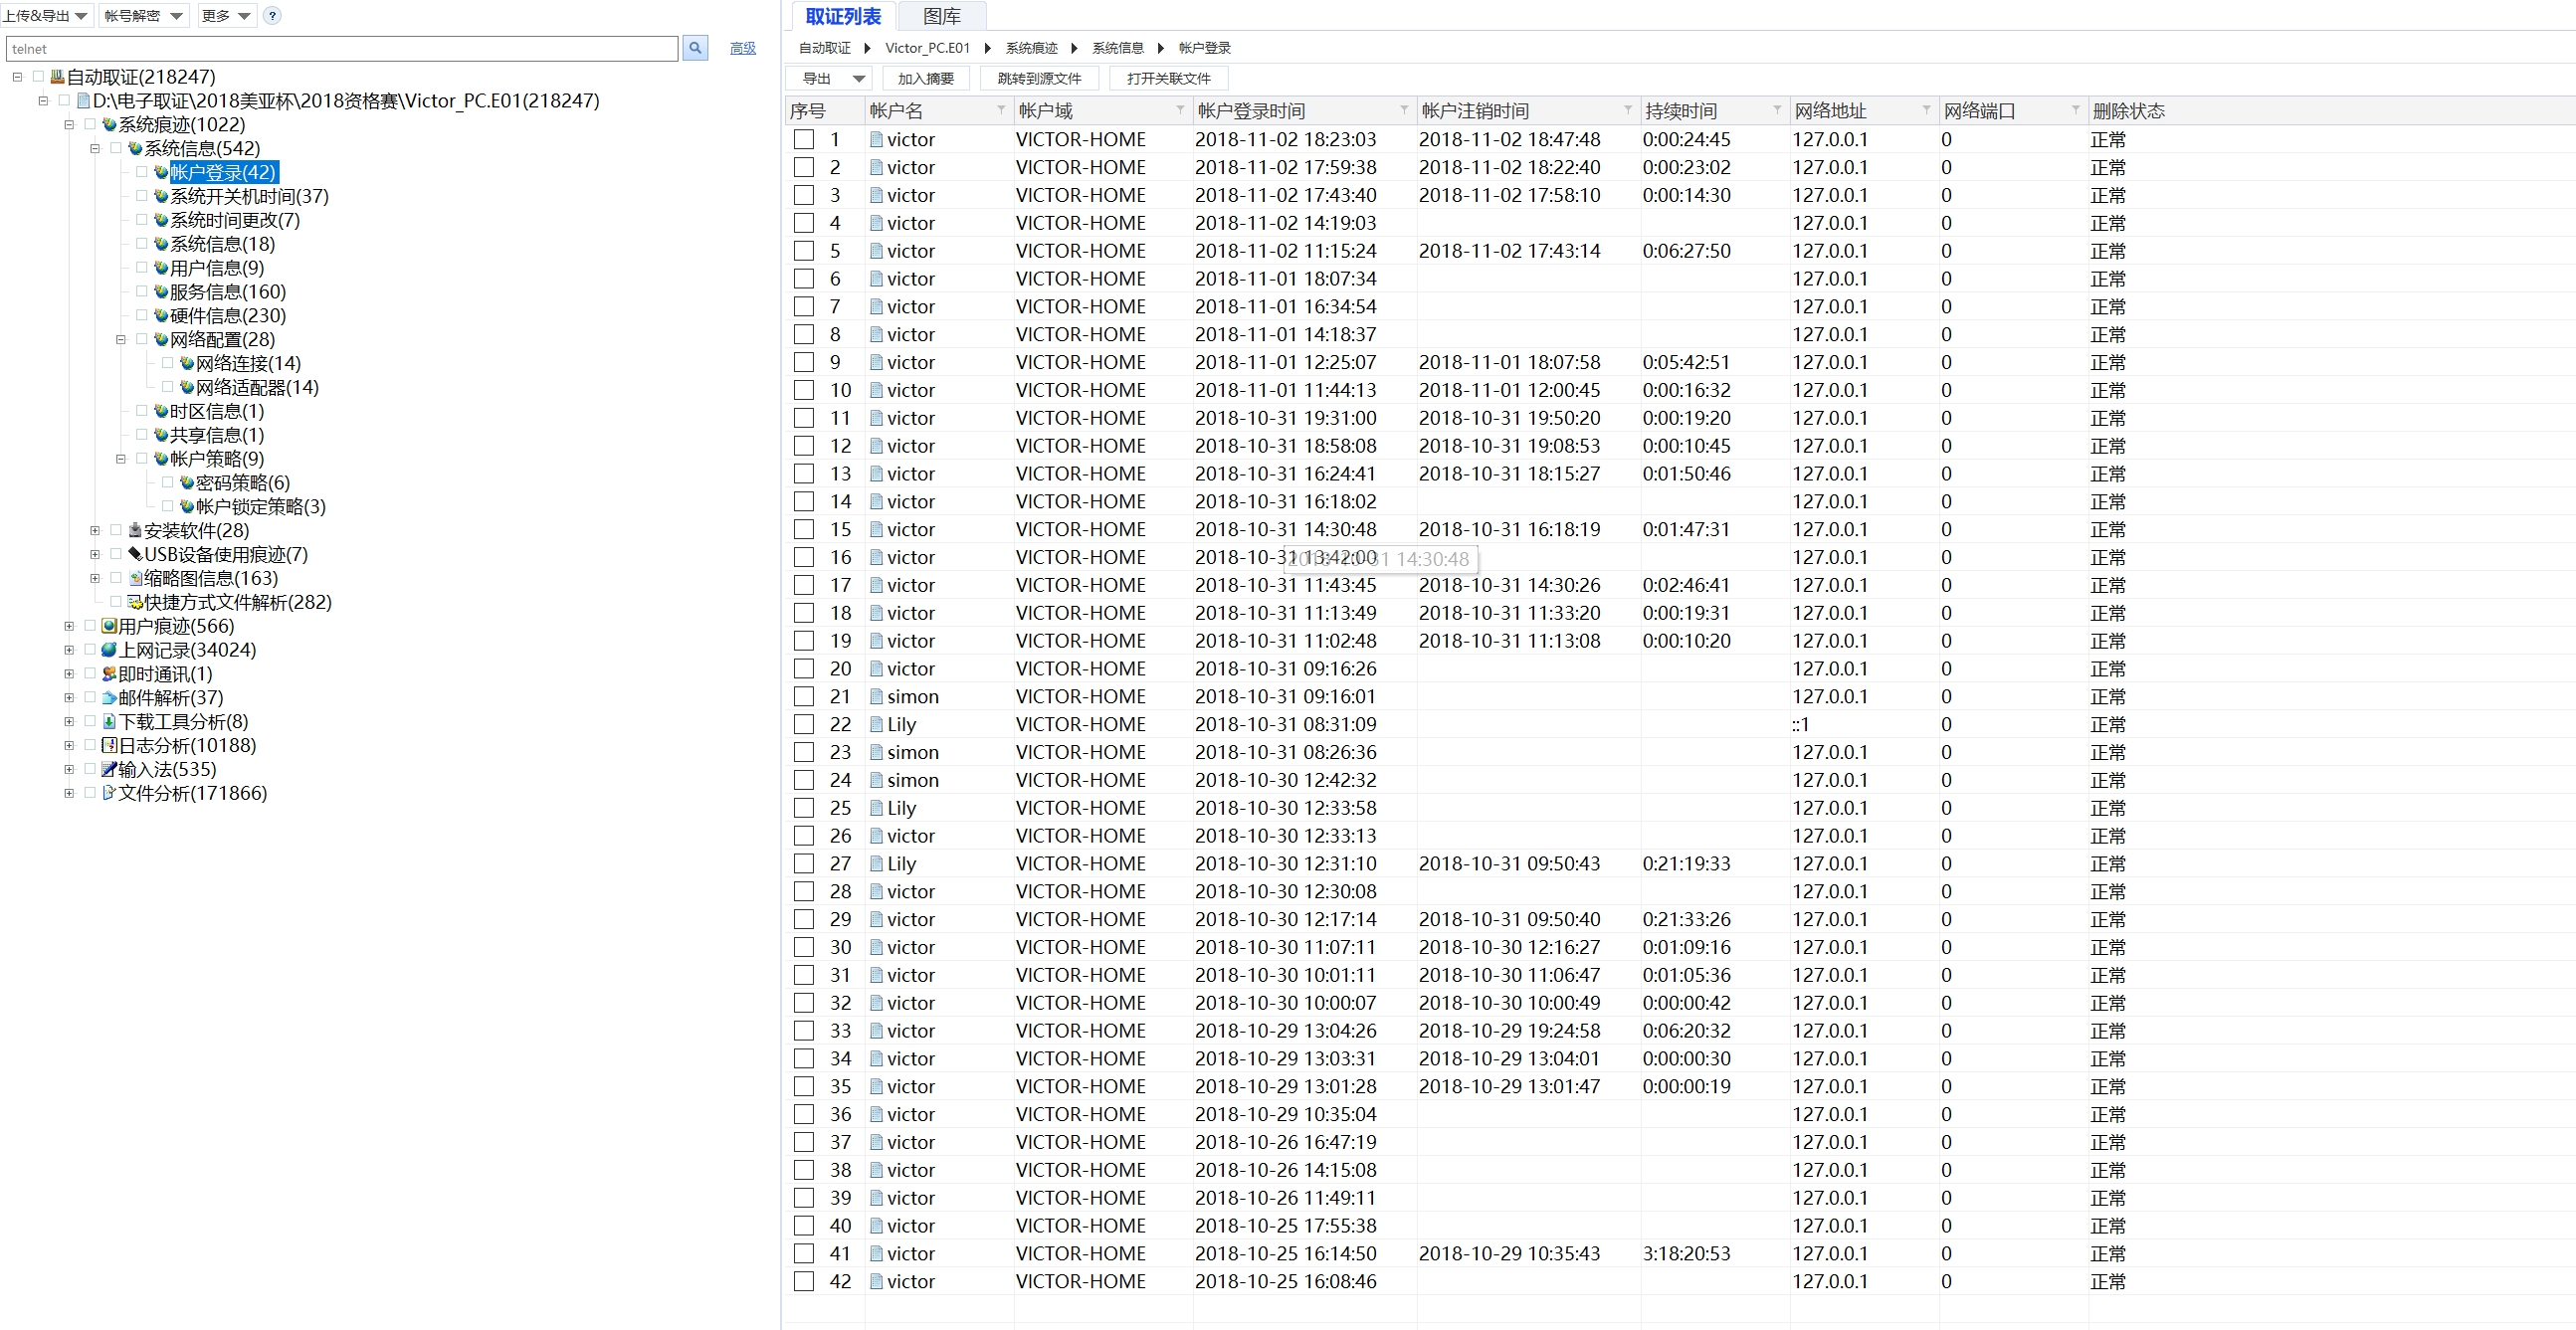 上传&导出 帐号解密 更多 ?
telnet 高级
自动取证(218247)
D:\电子取证\2018美亚杯\2018资格赛\Victor_PC.E01(218247)
系统痕迹(1022)
系统信息(542)
帐户登录(42)
系统开关机时间(37)
系统时间更改(7)
系统信息(18)
用户信息(9)
服务信息(160)
硬件信息(230)
网络配置(28)
网络连接(14)
网络适配器(14)
时区信息(1)
共享信息(1)
帐户策略(9)
密码策略(6)
帐户锁定策略(3)
安装软件(28)
USB设备使用痕迹(7)
缩略图信息(163)
快捷方式文件解析(282)
用户痕迹(566)
上网记录(34024)
即时通讯(1)
邮件解析(37)
下载工具分析(8)
日志分析(10188)
输入法(535)
文件分析(171866)
取证列表 图库
自动取证 Victor_PC.E01 系统痕迹 系统信息 帐户登录
导出 加入摘要 跳转到源文件 打开关联文件
序号 帐户名 帐户域 帐户登录时间 帐户注销时间 持续时间 网络地址 网络端口 删除状态
1 victor VICTOR-HOME 2018-11-02 18:23:03 2018-11-02 18:47:48 0:00:24:45 127.0.0.1 0 正常
2 victor VICTOR-HOME 2018-11-02 17:59:38 2018-11-02 18:22:40 0:00:23:02 127.0.0.1 0 正常
3 victor VICTOR-HOME 2018-11-02 17:43:40 2018-11-02 17:58:10 0:00:14:30 127.0.0.1 0 正常
4 victor VICTOR-HOME 2018-11-02 14:19:03 127.0.0.1 0 正常
5 victor VICTOR-HOME 2018-11-02 11:15:24 2018-11-02 17:43:14 0:06:27:50 127.0.0.1 0 正常
6 victor VICTOR-HOME 2018-11-01 18:07:34 127.0.0.1 0 正常
7 victor VICTOR-HOME 2018-11-01 16:34:54 127.0.0.1 0 正常
8 victor VICTOR-HOME 2018-11-01 14:18:37 127.0.0.1 0 正常
9 victor VICTOR-HOME 2018-11-01 12:25:07 2018-11-01 18:07:58 0:05:42:51 127.0.0.1 0 正常
10 victor VICTOR-HOME 2018-11-01 11:44:13 2018-11-01 12:00:45 0:00:16:32 127.0.0.1 0 正常
11 victor VICTOR-HOME 2018-10-31 19:31:00 2018-10-31 19:50:20 0:00:19:20 127.0.0.1 0 正常
12 victor VICTOR-HOME 2018-10-31 18:58:08 2018-10-31 19:08:53 0:00:10:45 127.0.0.1 0 正常
13 victor VICTOR-HOME 2018-10-31 16:24:41 2018-10-31 18:15:27 0:01:50:46 127.0.0.1 0 正常
14 victor VICTOR-HOME 2018-10-31 16:18:02 127.0.0.1 0 正常
15 victor VICTOR-HOME 2018-10-31 14:30:48 2018-10-31 16:18:19 0:01:47:31 127.0.0.1 0 正常
16 victor VICTOR-HOME 2018-10-31 13:42:00 2018-10-31 14:30:48 127.0.0.1 0 正常
17 victor VICTOR-HOME 2018-10-31 11:43:45 2018-10-31 14:30:26 0:02:46:41 127.0.0.1 0 正常
18 victor VICTOR-HOME 2018-10-31 11:13:49 2018-10-31 11:33:20 0:00:19:31 127.0.0.1 0 正常
19 victor VICTOR-HOME 2018-10-31 11:02:48 2018-10-31 11:13:08 0:00:10:20 127.0.0.1 0 正常
20 victor VICTOR-HOME 2018-10-31 09:16:26 127.0.0.1 0 正常
21 simon VICTOR-HOME 2018-10-31 09:16:01 127.0.0.1 0 正常
22 Lily VICTOR-HOME 2018-10-31 08:31:09 ::1 0 正常
23 simon VICTOR-HOME 2018-10-31 08:26:36 127.0.0.1 0 正常
24 simon VICTOR-HOME 2018-10-30 12:42:32 127.0.0.1 0 正常
25 Lily VICTOR-HOME 2018-10-30 12:33:58 127.0.0.1 0 正常
26 victor VICTOR-HOME 2018-10-30 12:33:13 127.0.0.1 0 正常
27 Lily VICTOR-HOME 2018-10-30 12:31:10 2018-10-31 09:50:43 0:21:19:33 127.0.0.1 0 正常
28 victor VICTOR-HOME 2018-10-30 12:30:08 127.0.0.1 0 正常
29 victor VICTOR-HOME 2018-10-30 12:17:14 2018-10-31 09:50:40 0:21:33:26 127.0.0.1 0 正常
30 victor VICTOR-HOME 2018-10-30 11:07:11 2018-10-30 12:16:27 0:01:09:16 127.0.0.1 0 正常
31 victor VICTOR-HOME 2018-10-30 10:01:11 2018-10-30 11:06:47 0:01:05:36 127.0.0.1 0 正常
32 victor VICTOR-HOME 2018-10-30 10:00:07 2018-10-30 10:00:49 0:00:00:42 127.0.0.1 0 正常
33 victor VICTOR-HOME 2018-10-29 13:04:26 2018-10-29 19:24:58 0:06:20:32 127.0.0.1 0 正常
34 victor VICTOR-HOME 2018-10-29 13:03:31 2018-10-29 13:04:01 0:00:00:30 127.0.0.1 0 正常
35 victor VICTOR-HOME 2018-10-29 13:01:28 2018-10-29 13:01:47 0:00:00:19 127.0.0.1 0 正常
36 victor VICTOR-HOME 2018-10-29 10:35:04 127.0.0.1 0 正常
37 victor VICTOR-HOME 2018-10-26 16:47:19 127.0.0.1 0 正常
38 victor VICTOR-HOME 2018-10-26 14:15:08 127.0.0.1 0 正常
39 victor VICTOR-HOME 2018-10-26 11:49:11 127.0.0.1 0 正常
40 victor VICTOR-HOME 2018-10-25 17:55:38 127.0.0.1 0 正常
41 victor VICTOR-HOME 2018-10-25 16:14:50 2018-10-29 10:35:43 3:18:20:53 127.0.0.1 0 正常
42 victor VICTOR-HOME 2018-10-25 16:08:46 127.0.0.1 0 正常